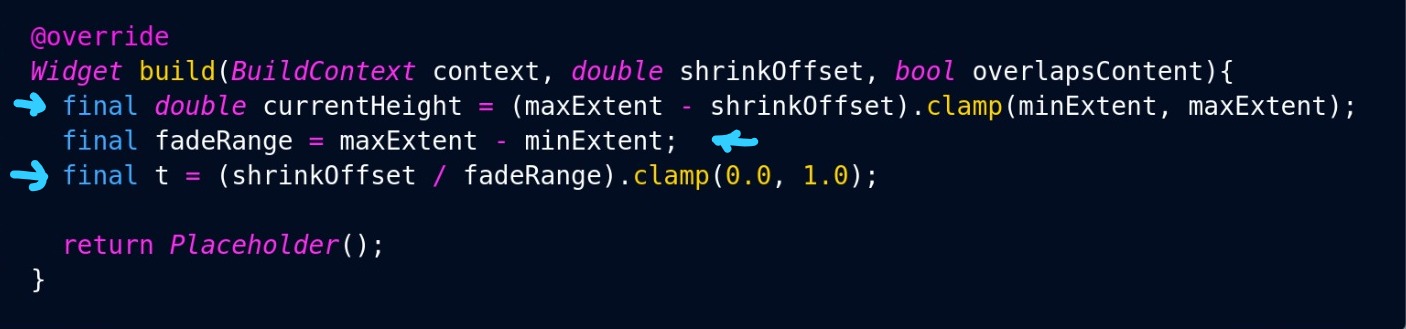 @override
Widget build(BuildContext context, double shrinkOffset, bool overlapsContent){
final double currentHeight = (maxExtent - shrinkOffset).clamp(minExtent, maxExtent);
final fadeRange = maxExtent - minExtent;
final t = (shrinkOffset / fadeRange).clamp(0.0, 1.0);
return Placeholder();
}